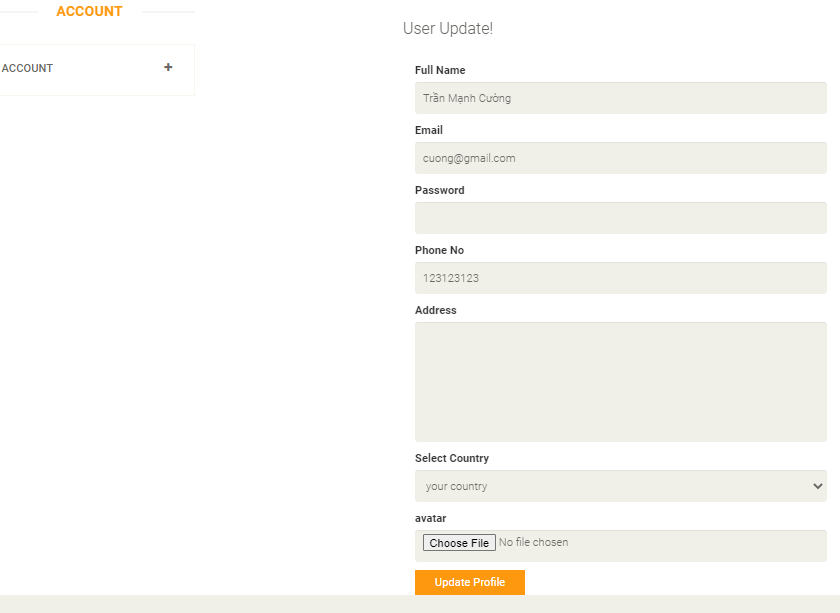 ACCOUNT
ACCOUNT +
User Update!
Full Name
Trần Mạnh Cường
Email
cuong@gmail.com
Password
Phone No
123123123
Address
Select Country
your country
avatar
Choose File No file chosen
Update Profile